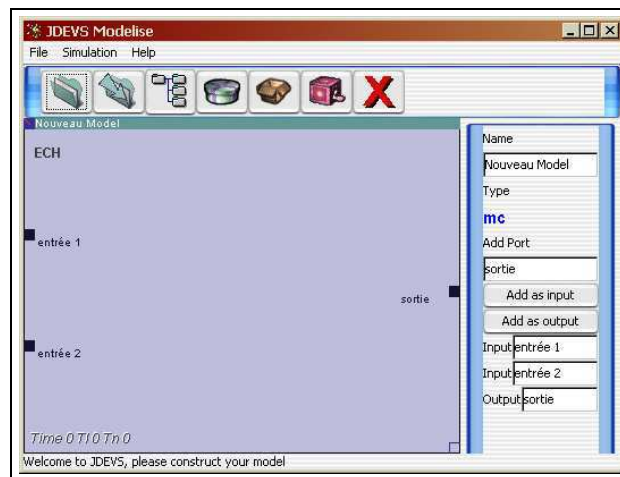 JDEVS Modelise
File Simulation Help
Nouveau Model
ECH
entrée 1
sortie
entrée 2
Time 0 Tl 0 Tn 0
Name
Nouveau Model
Type
mc
Add Port
sortie
Add as input
Add as output
Input entrée 1
Input entrée 2
Output sortie
Welcome to JDEVS, please construct your model